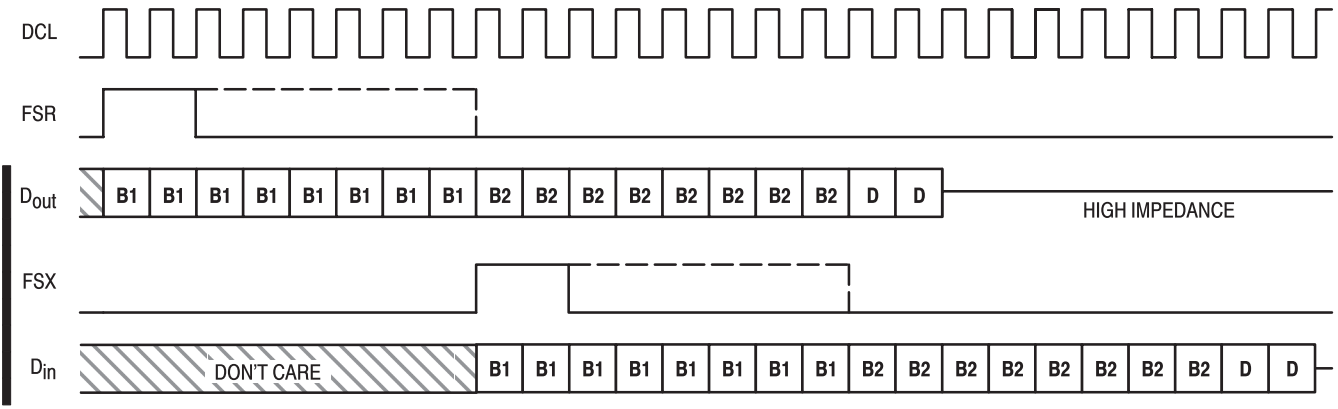 DCL
FSR
Dout B1 B1 B1 B1 B1 B1 B1 B1 B2 B2 B2 B2 B2 B2 B2 B2 D D
HIGH IMPEDANCE
FSX
Din DON'T CARE B1 B1 B1 B1 B1 B1 B1 B1 B2 B2 B2 B2 B2 B2 B2 B2 D D